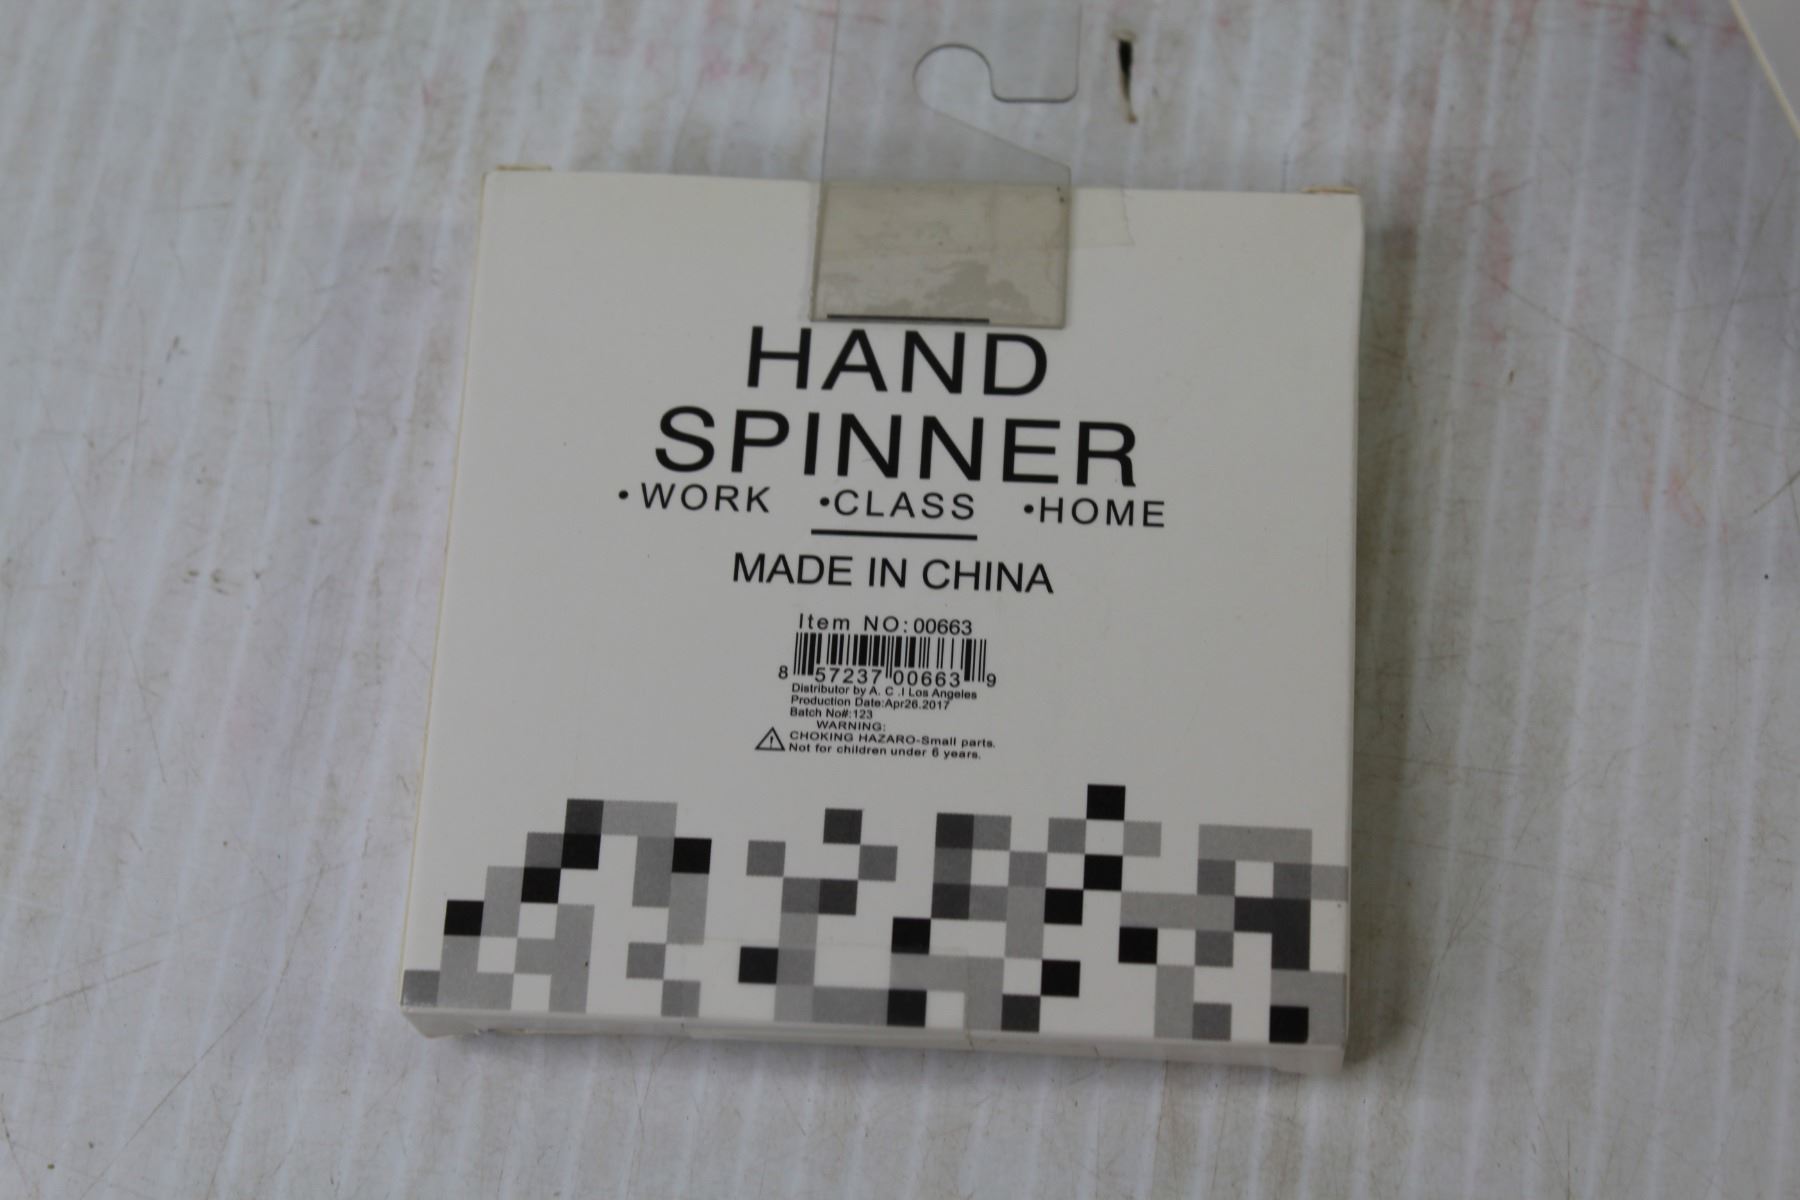 HAND
SPINNER
•WORK •CLASS •HOME
MADE IN CHINA
Item NO:00663
8 57237 00663 9
Distributor by A. C .I Los Angeles
Production Date:Apr26.2017
Batch No#:123
WARNING:
CHOKING HAZARO-Small parts.
Not for children under 6 years.